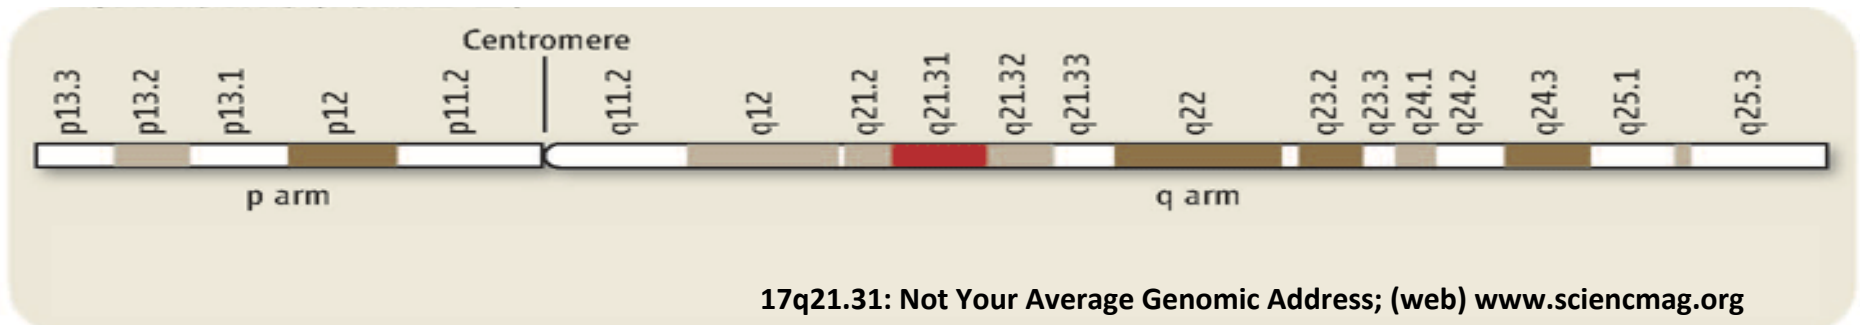 Centromere
p13.3 p13.2 p13.1 p12 p11.2 q11.2 q12 q21.2 q21.31 q21.32 q21.33 q22 q23.2 q23.3 q24.1 q24.2 q24.3 q25.1 q25.3
p arm q arm
17q21.31: Not Your Average Genomic Address; (web) www.sciencmag.org